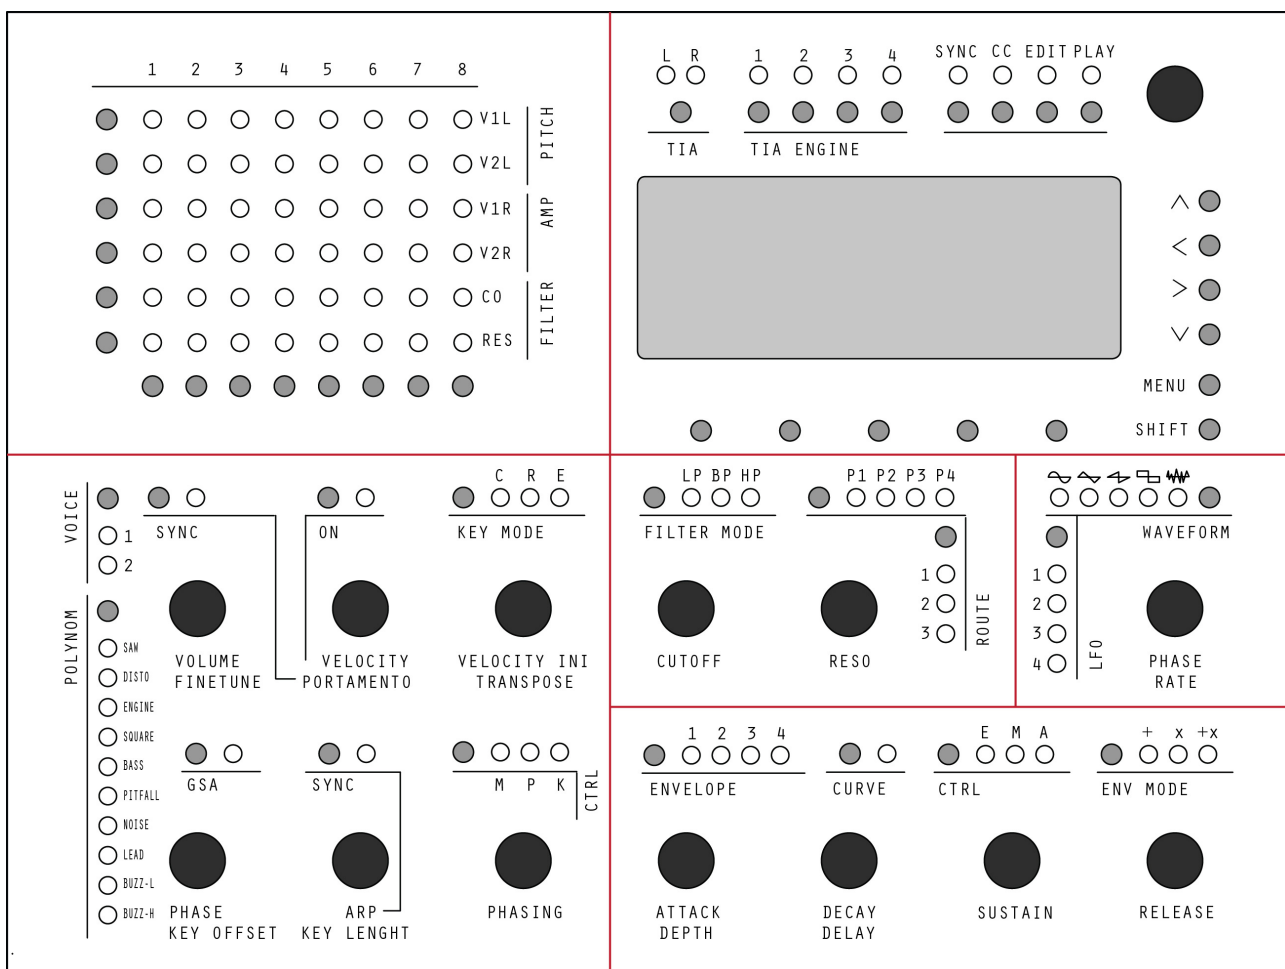 1 2 3 4 5 6 7 8
V1L
V2L
PITCH
V1R
V2R
AMP
CO
RES
FILTER
L R
TIA
1 2 3 4
TIA ENGINE
SYNC CC EDIT PLAY
MENU
SHIFT
VOICE
1
2
SYNC
ON
C R E
KEY MODE
POLYNOM
SAW
DISTO
ENGINE
SQUARE
BASS
PITFALL
NOISE
LEAD
BUZZ-L
BUZZ-H
VOLUME
FINETUNE
VELOCITY
PORTAMENTO
VELOCITY INI
TRANSPOSE
GSA
SYNC
M P K
CTRL
PHASE
KEY OFFSET
ARP
KEY LENGHT
PHASING
LP BP HP
FILTER MODE
P1 P2 P3 P4
1
2
3
ROUTE
CUTOFF
RESO
WAVEFORM
1
2
3
4
LFO
PHASE
RATE
1 2 3 4
ENVELOPE
CURVE
E M A
CTRL
+ x +x
ENV MODE
ATTACK
DEPTH
DECAY
DELAY
SUSTAIN
RELEASE